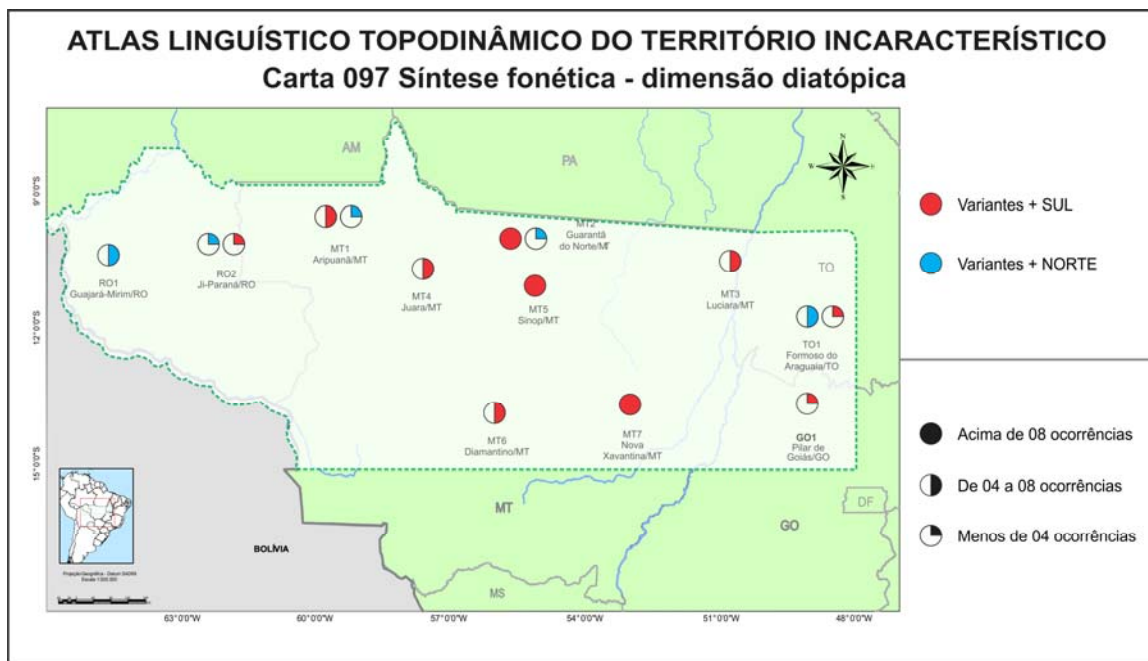 ATLAS LINGUÍSTICO TOPODINÂMICO DO TERRITÓRIO INCARACTERÍSTICO
Carta 097 Síntese fonética - dimensão diatópica
AM
PA
N
9°0'0"S
Variantes + SUL
Variantes + NORTE
MT1
Aripuanã/MT
MT2
Guarantã
do Norte/MT
RO1
Guajará-Mirim/RO
RO2
Ji-Paraná/RO
MT4
Juara/MT
MT5
Sinop/MT
MT3
Luciara/MT
TO
12°0'0"S
TO1
Formoso do
Araguaia/TO
MT6
Diamantino/MT
MT7
Nova
Xavantina/MT
GO1
Pilar de
Goiás/GO
15°0'0"S
Acima de 08 ocorrências
De 04 a 08 ocorrências
Menos de 04 ocorrências
MT
GO
DF
BOLÍVIA
MS
63°0'0"W
60°0'0"W
57°0'0"W
54°0'0"W
51°0'0"W
48°0'0"W